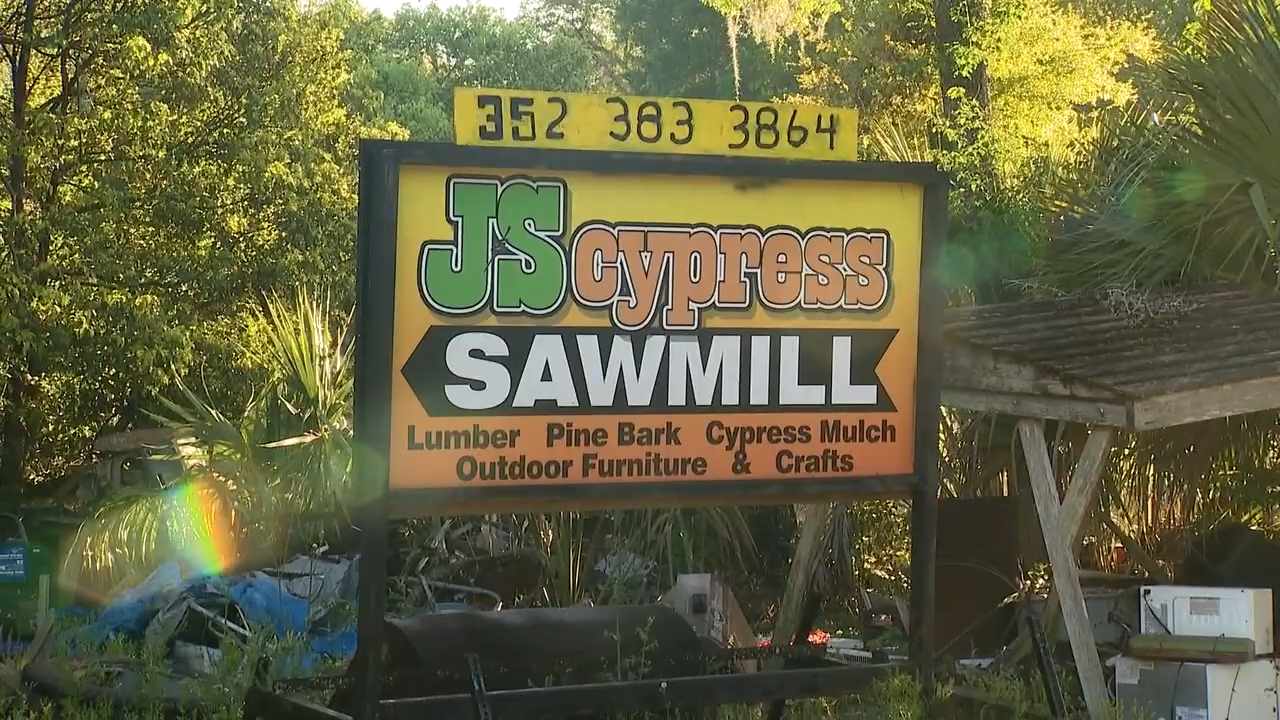 352 383 3864
JS cypress
SAWMILL
Lumber Pine Bark Cypress Mulch
Outdoor Furniture & Crafts